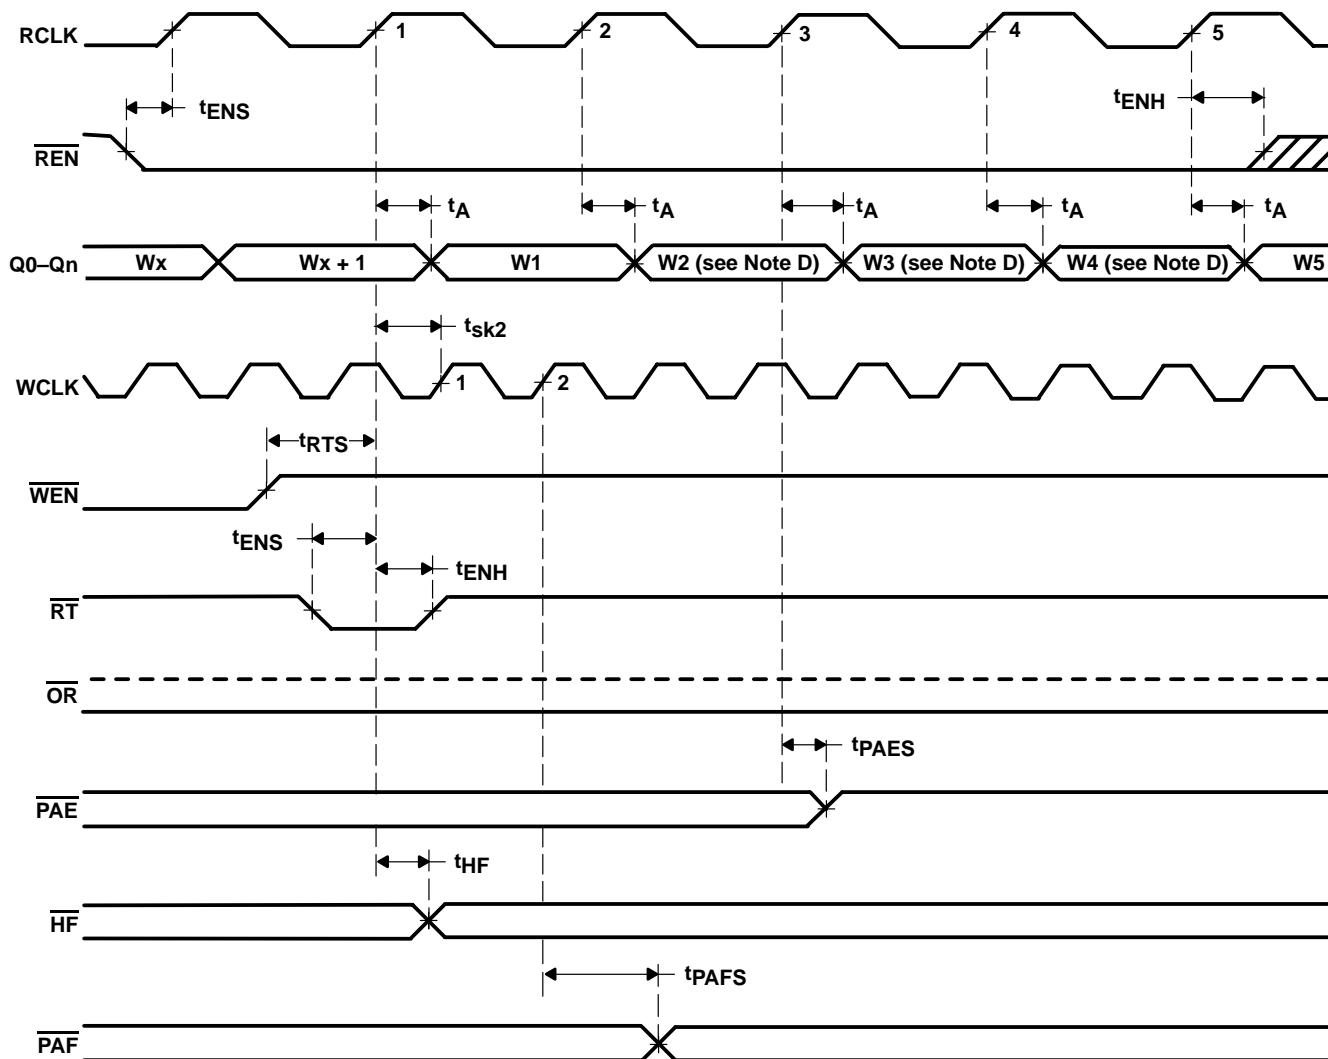 RCLK 1 2 3 4 5
tENS tENH
REN
tA tA tA tA tA
Q0–Qn Wx Wx + 1 W1 W2 (see Note D) W3 (see Note D) W4 (see Note D) W5
tsk2
WCLK 1 2
tRTS
WEN
tENS
tENH
RT
OR
tPAES
PAE
tHF
HF
tPAFS
PAF